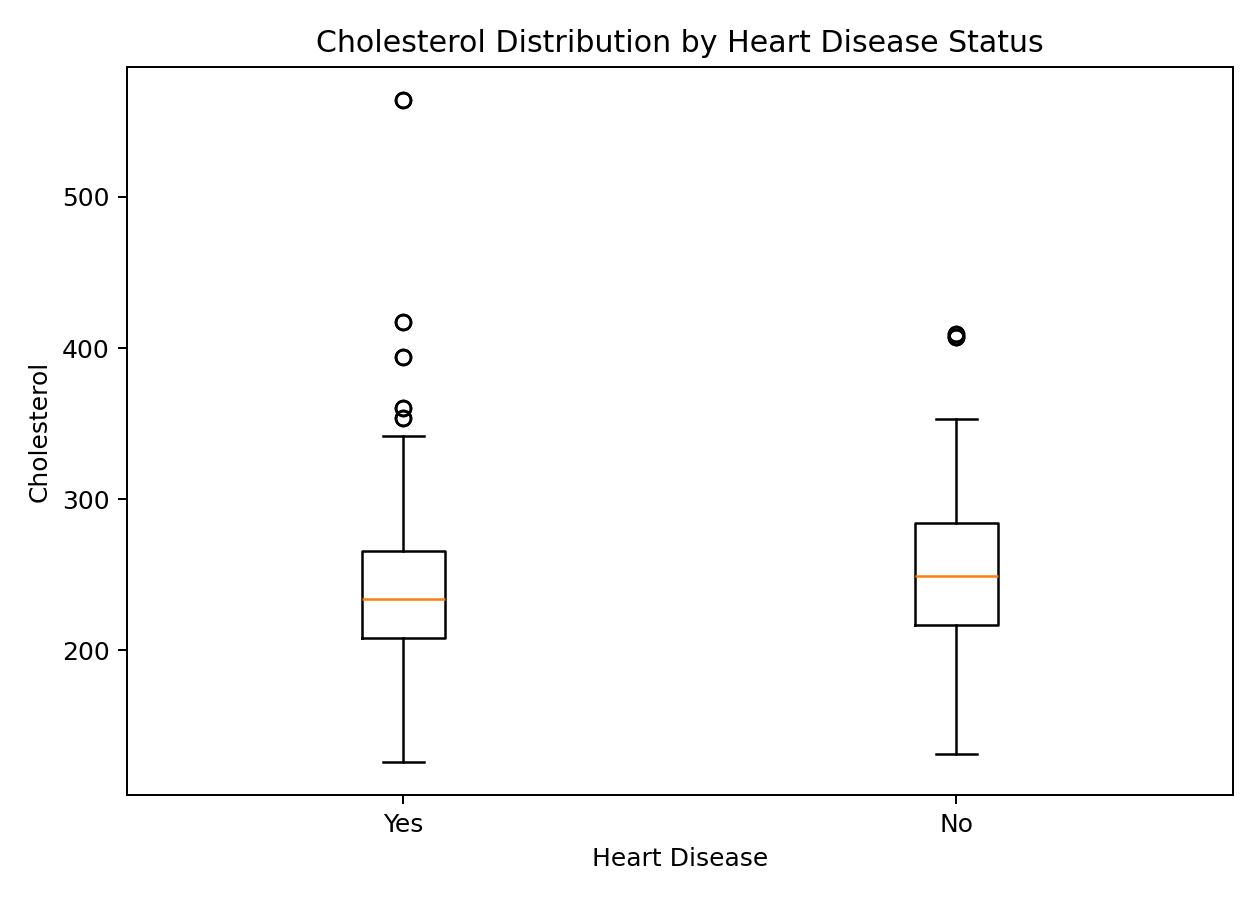 Cholesterol Distribution by Heart Disease Status
500
400
300
200
Cholesterol
Yes
No
Heart Disease